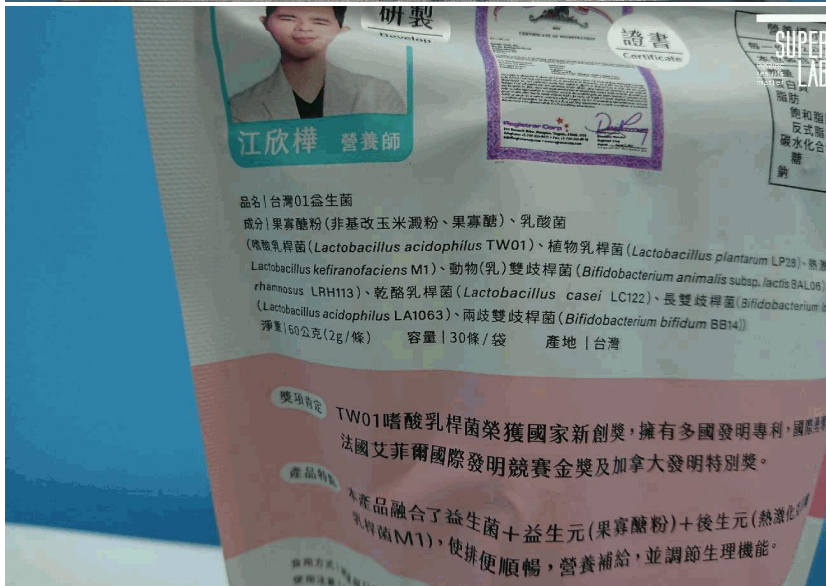 研製
Develop
證書
Certificate
SUPER
LAB
江欣樺 營養師
Registrar Corp
脂肪
飽和脂
反式脂
碳水化合
糖
鈉
品名|台灣01益生菌
成分|果寡醣粉(非基改玉米澱粉、果寡醣)、乳酸菌
(嗜酸乳桿菌(Lactobacillus acidophilus TW01)、植物乳桿菌(Lactobacillus plantarum LP28)、熱激
Lactobacillus kefiranofaciens M1)、動物(乳)雙歧桿菌(Bifidobacterium animalis subsp. lactis BAL06)
rhamnosus LRH113)、乾酪乳桿菌(Lactobacillus casei LC122)、長雙歧桿菌(Bifidobacterium
(Lactobacillus acidophilus LA1063)、兩歧雙歧桿菌(Bifidobacterium bifidum BB14))
淨重|60公克(2g/條) 容量|30條/袋 產地|台灣
獎項肯定
TW01嗜酸乳桿菌榮獲國家新創獎,擁有多國發明專利,國際
法國艾菲爾國際發明競賽金獎及加拿大發明特別獎。
產品特點
本產品融合了益生菌+益生元(果寡醣粉)+後生元(熱激化
乳桿菌M1),使排便順暢,營養補給,並調節生理機能。
食用方式